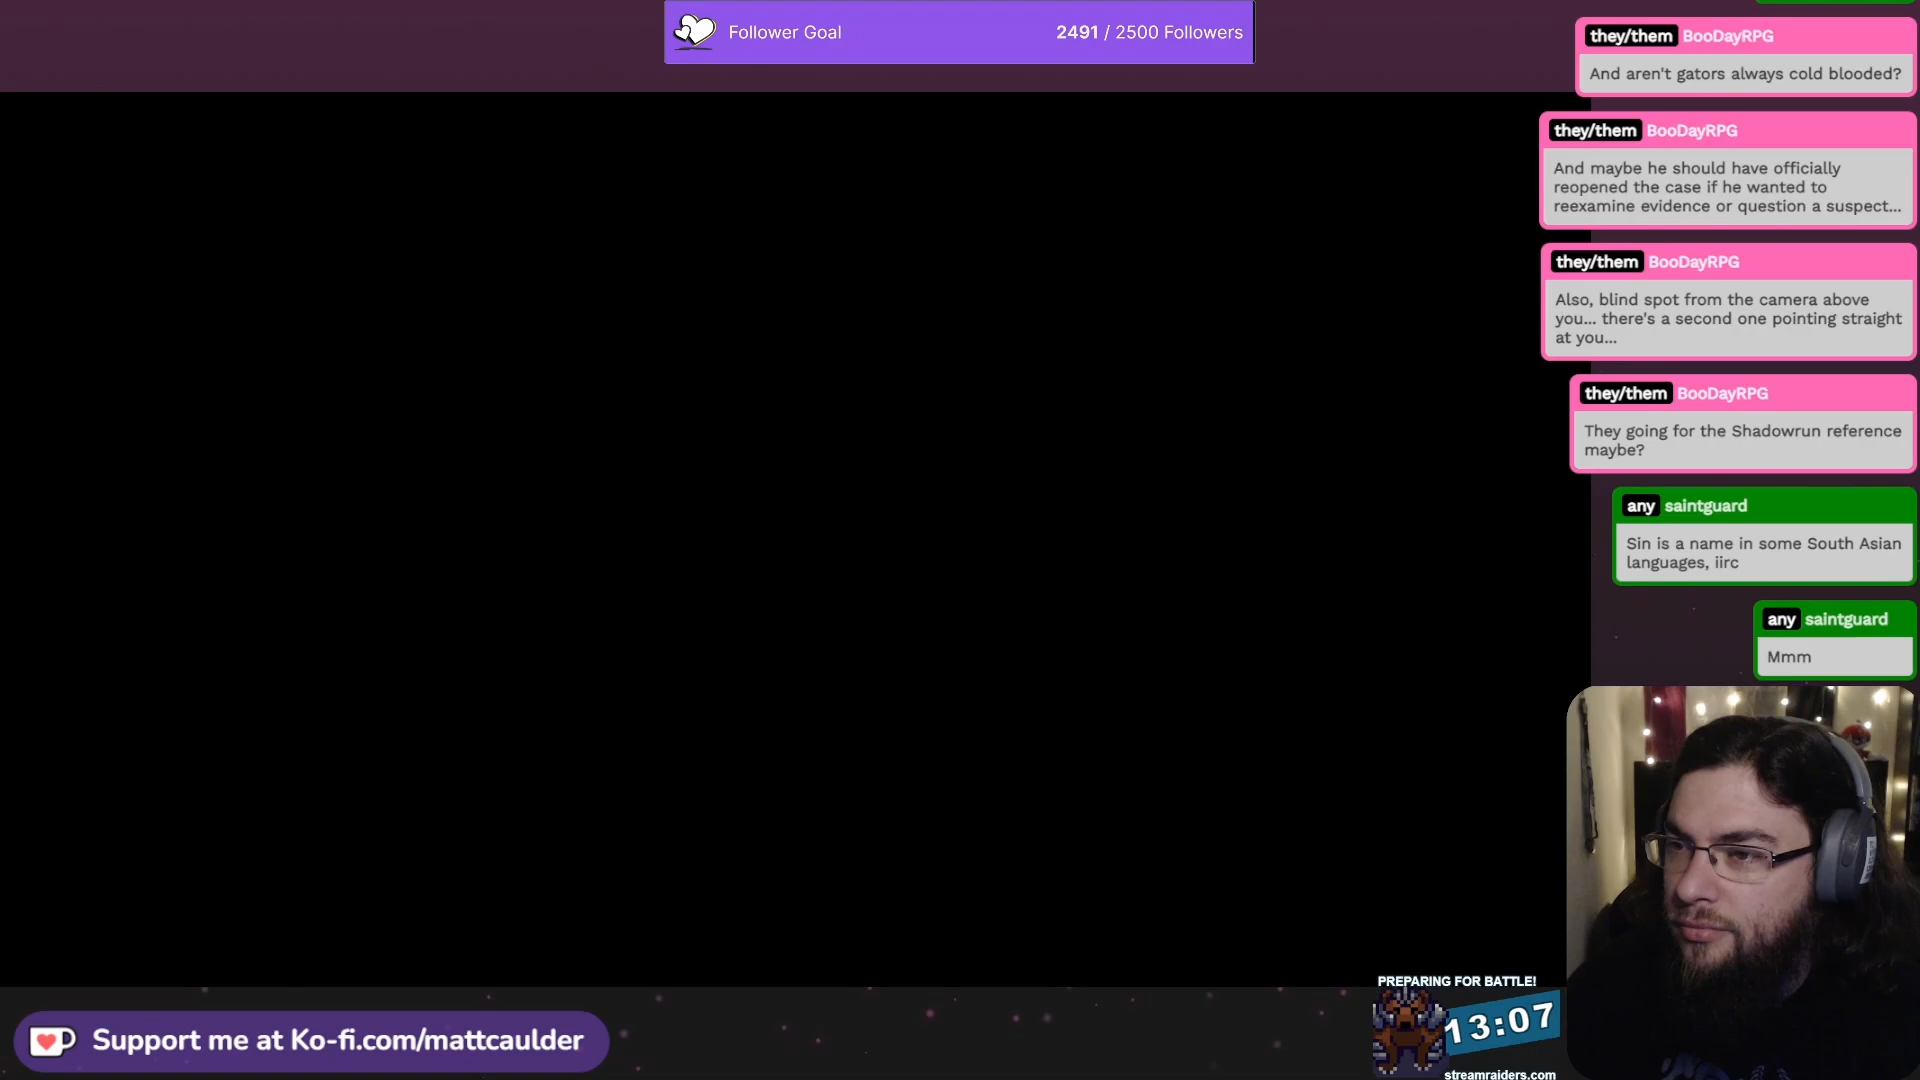 Follower Goal 2491 / 2500 Followers
they/them BooDayRPG
And aren't gators always cold blooded?
they/them BooDayRPG
And maybe he should have officially
reopened the case if he wanted to
reexamine evidence or question a suspect...
they/them BooDayRPG
Also, blind spot from the camera above
you... there's a second one pointing straight
at you...
they/them BooDayRPG
They going for the Shadowrun reference
maybe?
any saintguard
Sin is a name in some South Asian
languages, iirc
any saintguard
Mmm
PREPARING FOR BATTLE!
13:07
streamraiders.com
Support me at Ko-fi.com/mattcaulder